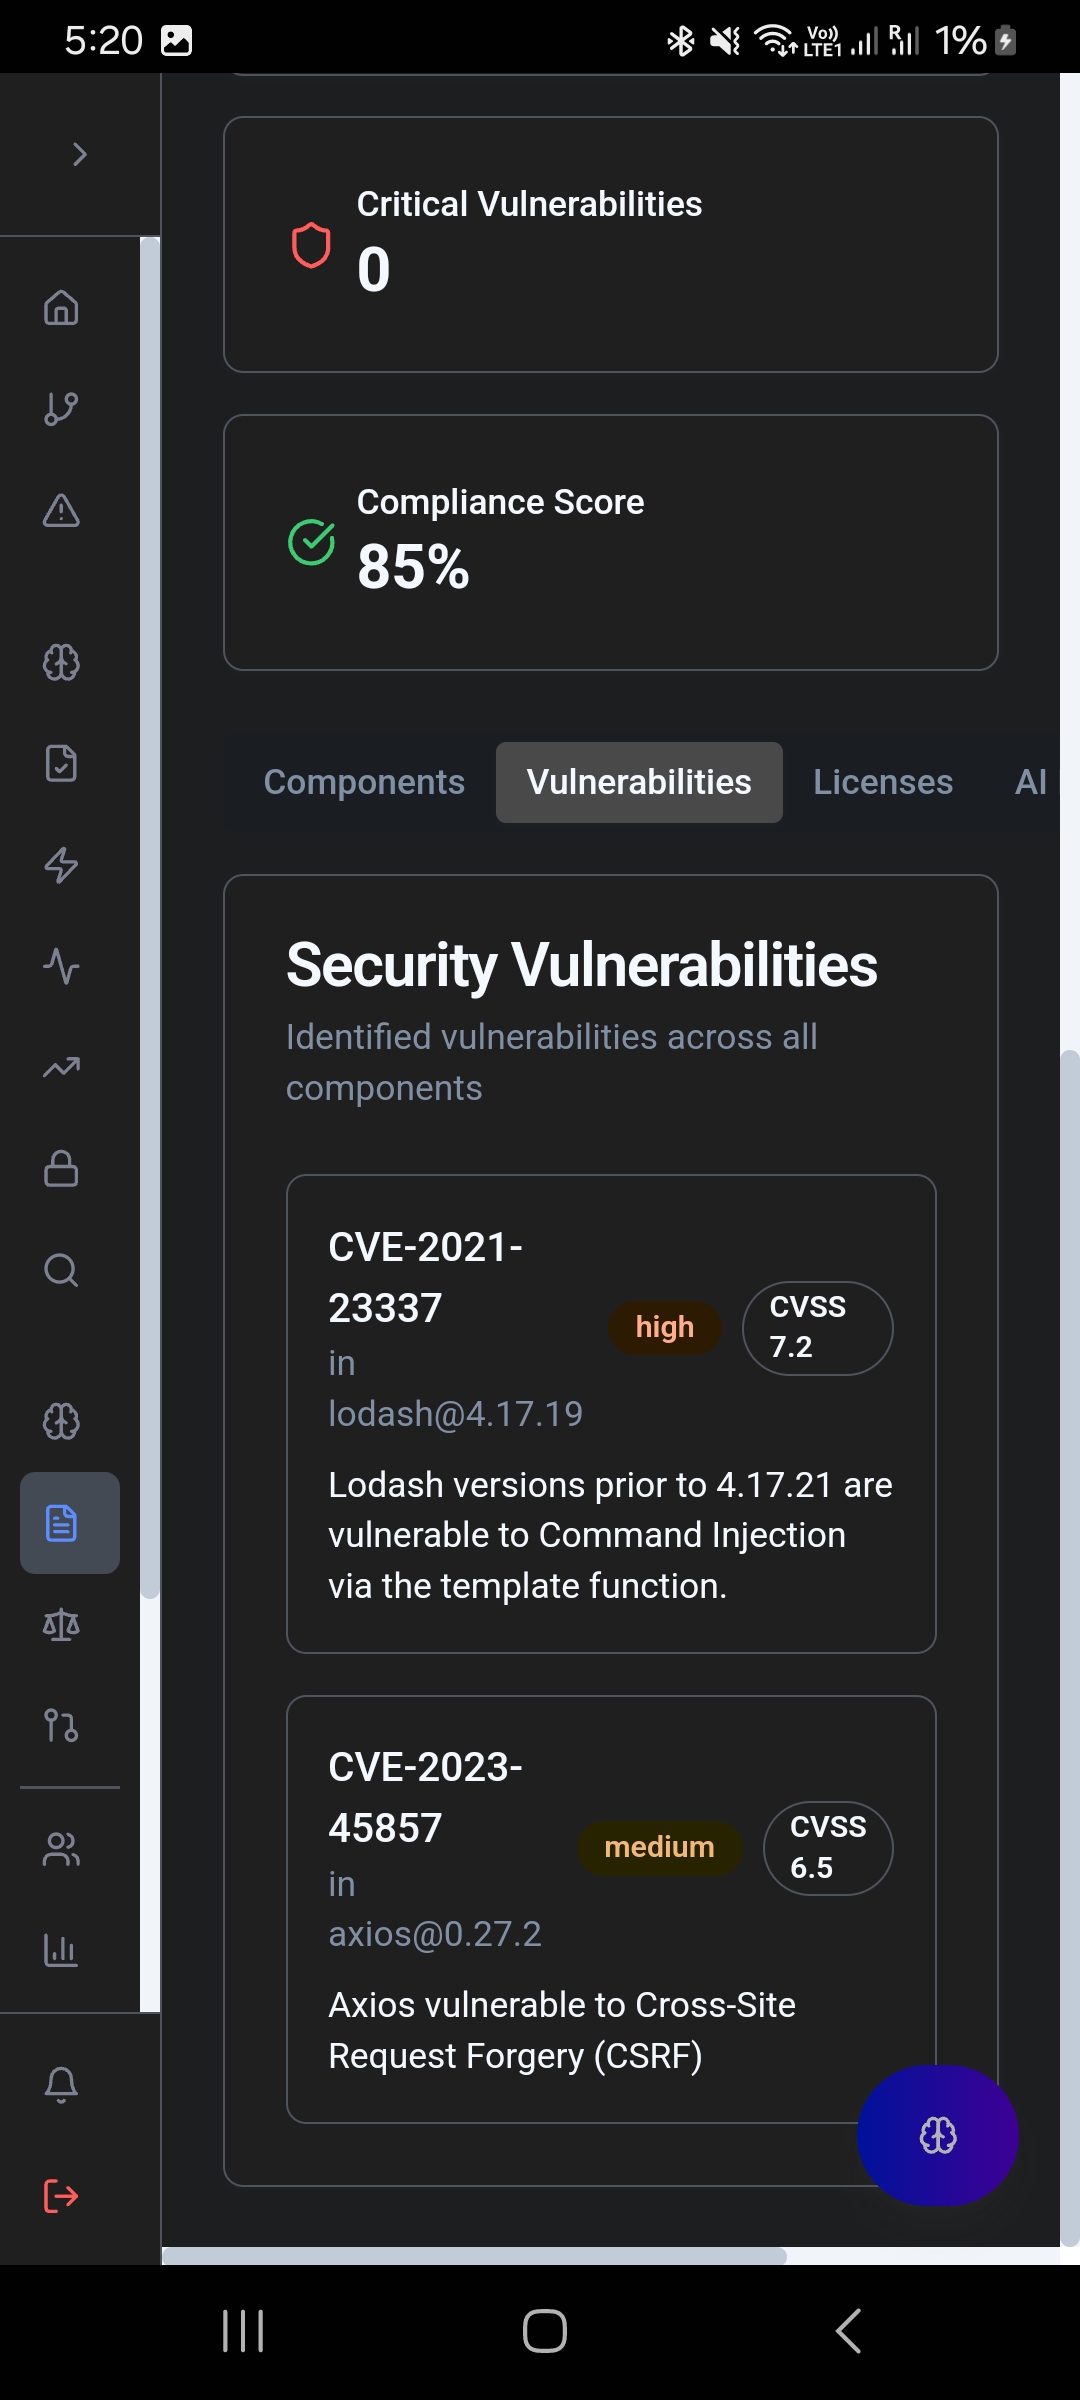 5:20
Vo))
LTE1
R
1%
Critical Vulnerabilities
0
Compliance Score
85%
Components Vulnerabilities Licenses AI
Security Vulnerabilities
Identified vulnerabilities across all
components
CVE-2021-
23337
in
lodash@4.17.19
high
CVSS
7.2
Lodash versions prior to 4.17.21 are
vulnerable to Command Injection
via the template function.
CVE-2023-
45857
in
axios@0.27.2
medium
CVSS
6.5
Axios vulnerable to Cross-Site
Request Forgery (CSRF)